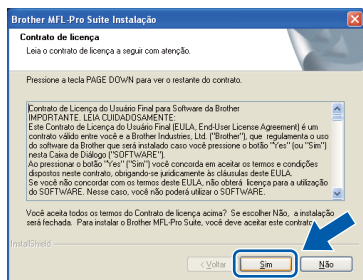 Brother MFL-Pro Suite Instalação
Contrato de licença
Leia o contrato de licença a seguir com atenção.
Pressione a tecla PAGE DOWN para ver o restante do contrato.
Contrato de Licença do Usuário Final para Software da Brother
IMPORTANTE. LEIA CUIDADOSAMENTE:
Este Contrato de Licença do Usuário Final (EULA, End-User License Agreement) é um
contrato válido entre você e a Brother Industries, Ltd. ("Brother"), que regulamenta o uso
do software da Brother que será instalado caso você pressione o botão "Yes" (ou "Sim")
nesta Caixa de Diálogo ("SOFTWARE").
Ao pressionar o botão "Yes" ("Sim") você concorda em aceitar os termos e condições
dispostos neste contrato, obrigando-se juridicamente às cláusulas deste EULA.
Se você não concordar com os termos deste EULA, não obterá licença para a utilização
do SOFTWARE. Nesse caso, você não poderá utilizar o SOFTWARE.
Você aceita todos os termos do Contrato de licença acima? Se escolher Não, a instalação
será fechada. Para instalar o Brother MFL-Pro Suite, você deve aceitar este contrato.
InstallShield
< Voltar
Sim
Não